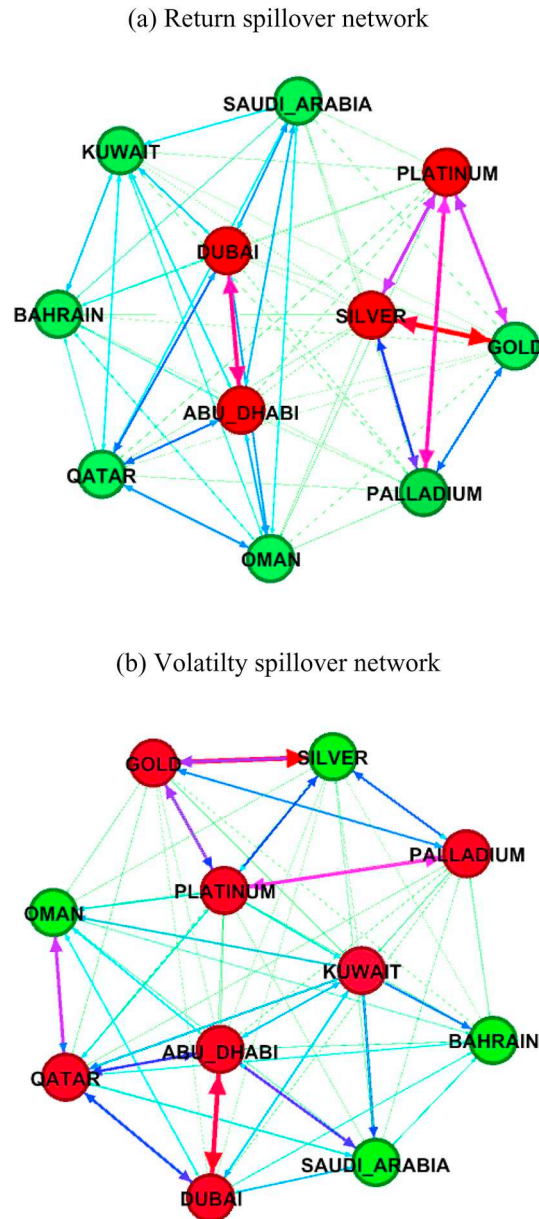 (a) Return spillover network
SAUDI_ARABIA
KUWAIT
PLATINUM
DUBAI
BAHRAIN
SILVER
GOLD
ABU_DHABI
QATAR
PALLADIUM
OMAN
(b) Volatilty spillover network
GOLD
SILVER
PALLADIUM
PLATINUM
OMAN
KUWAIT
BAHRAIN
ABU_DHABI
QATAR
SAUDI_ARABIA
DUBAI